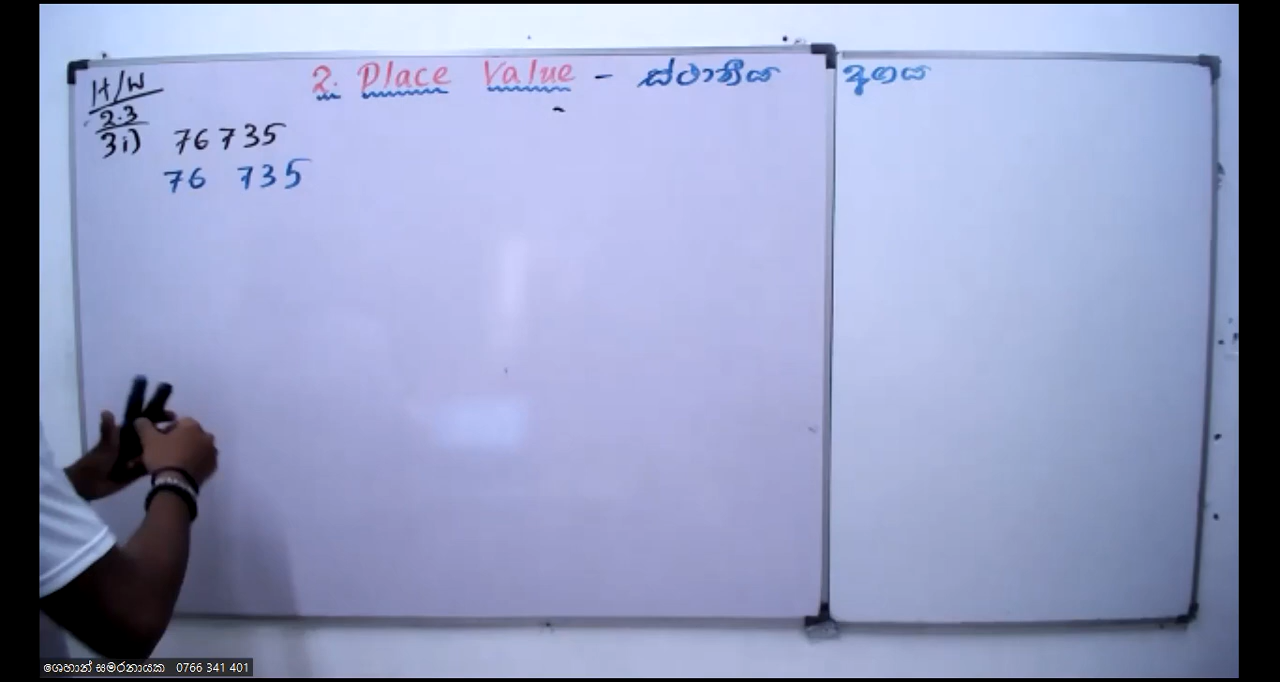 H/W
2. Place Value - ස්ථානීය අගය
2.3
3i) 76735
76 735
ශෙහාන් සමරනායක 0766 341 401